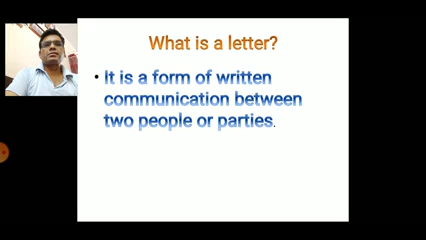 What is a letter?
• It is a form of written
communication between
two people or parties.